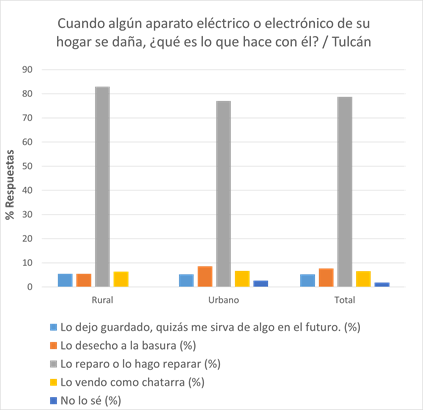 Cuando algún aparato eléctrico o electrónico de su
hogar se daña, ¿qué es lo que hace con él? / Tulcán
% Respuestas
90
80
70
60
50
40
30
20
10
0
Rural
Urbano
Total
Lo dejo guardado, quizás me sirva de algo en el futuro. (%)
Lo desecho a la basura (%)
Lo reparo o lo hago reparar (%)
Lo vendo como chatarra (%)
No lo sé (%)